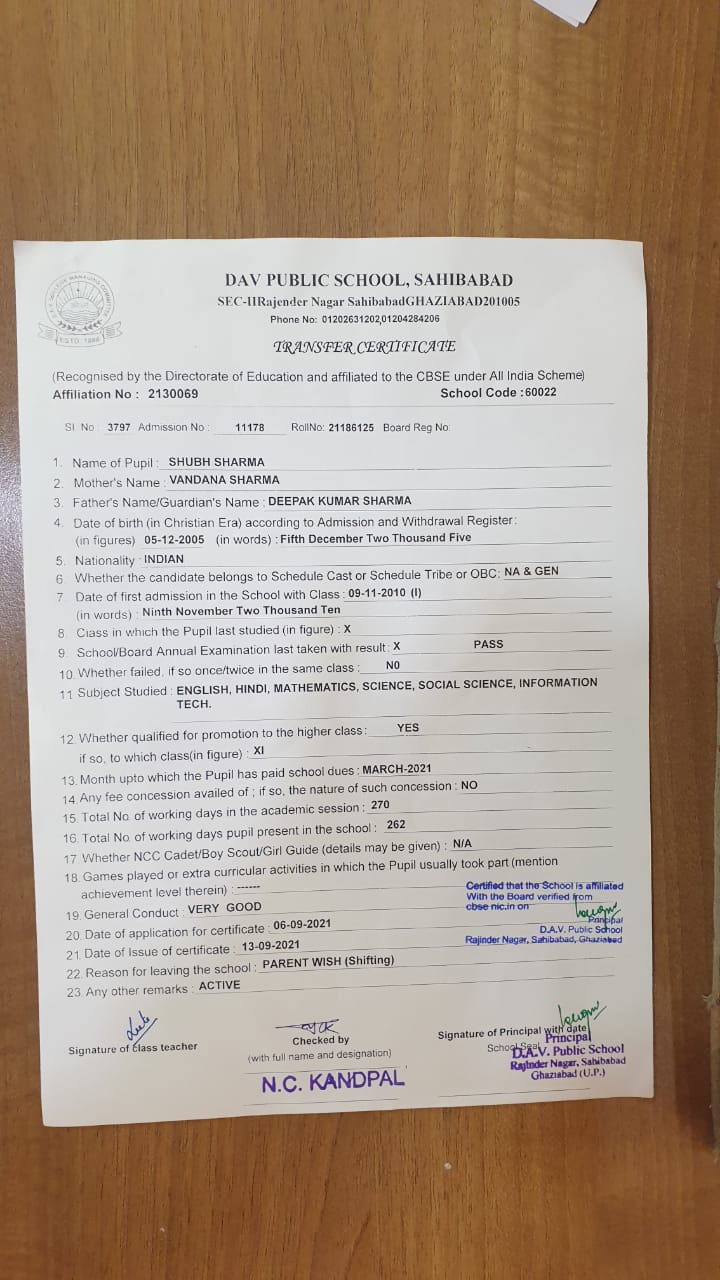 DAV PUBLIC SCHOOL, SAHIBABAD
SEC-IIRajender Nagar SahibabadGHAZIABAD201005
Phone No: 01202631202,01204284206
TRANSFER CERTIFICATE
ESTD. 1886
(Recognised by the Directorate of Education and affiliated to the CBSE under All India Scheme)
Affiliation No : 2130069 School Code :60022
Sl. No : 3797 Admission No : 11178 RollNo: 21186125 Board Reg No:
1. Name of Pupil : SHUBH SHARMA
2. Mother's Name : VANDANA SHARMA
3. Father's Name/Guardian's Name : DEEPAK KUMAR SHARMA
4. Date of birth (in Christian Era) according to Admission and Withdrawal Register:
(in figures) 05-12-2005 (in words) : Fifth December Two Thousand Five
5. Nationality : INDIAN
6. Whether the candidate belongs to Schedule Cast or Schedule Tribe or OBC: NA & GEN
7. Date of first admission in the School with Class : 09-11-2010 (I)
(in words) : Ninth November Two Thousand Ten
8. Class in which the Pupil last studied (in figure) : X
9. School/Board Annual Examination last taken with result : X PASS
10. Whether failed, if so once/twice in the same class : N0
11. Subject Studied : ENGLISH, HINDI, MATHEMATICS, SCIENCE, SOCIAL SCIENCE, INFORMATION
TECH.
12. Whether qualified for promotion to the higher class : YES
if so, to which class(in figure) : XI
13. Month upto which the Pupil has paid school dues : MARCH-2021
14. Any fee concession availed of ; if so, the nature of such concession : NO
15. Total No. of working days in the academic session : 270
16. Total No. of working days pupil present in the school : 262
17. Whether NCC Cadet/Boy Scout/Girl Guide (details may be given) : N/A
18. Games played or extra curricular activities in which the Pupil usually took part (mention
achievement level therein) : ------
19. General Conduct : VERY GOOD
20. Date of application for certificate : 06-09-2021
21. Date of Issue of certificate : 13-09-2021
22. Reason for leaving the school : PARENT WISH (Shifting)
23. Any other remarks : ACTIVE
Certified that the School is affiliated
With the Board verified from
cbse nic.in on
Principal
D.A.V. Public School
Rajinder Nagar, Sahibabad, Ghaziabad
Signature of class teacher
Checked by
(with full name and designation)
N.C. KANDPAL
Signature of Principal with date
School Seal
Principal
D.A.V. Public School
Rajinder Nagar, Sahibabad
Ghaziabad (U.P.)